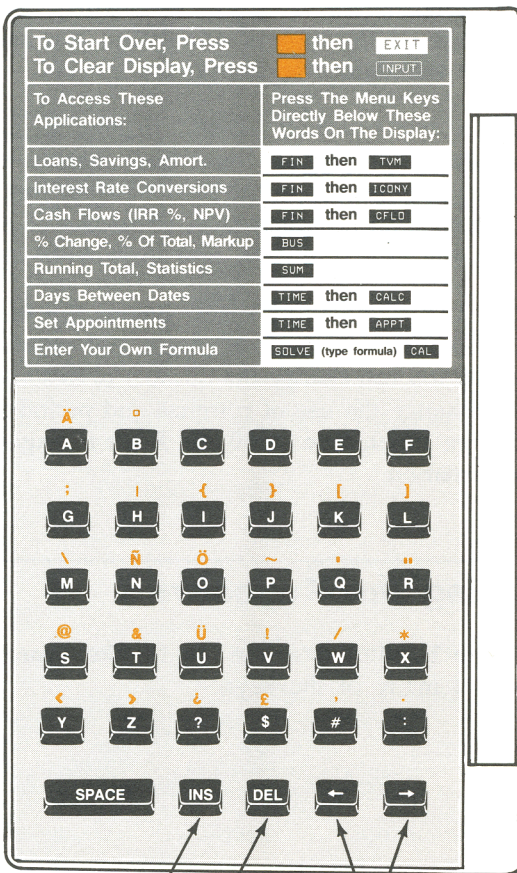 To Start Over, Press then EXIT
To Clear Display, Press then INPUT
To Access These
Applications:
Press The Menu Keys
Directly Below These
Words On The Display:
Loans, Savings, Amort. FIN then TVM
Interest Rate Conversions FIN then ICONV
Cash Flows (IRR %, NPV) FIN then CFLO
% Change, % Of Total, Markup BUS
Running Total, Statistics SUM
Days Between Dates TIME then CALC
Set Appointments TIME then APPT
Enter Your Own Formula SOLVE (type formula) CAL
Ä ¤
A B C D E F
; | { } [ ]
G H I J K L
\ Ñ Ö ~ ' "
M N O P Q R
@ & Ü ! / *
S T U V W X
< > ¿ £ , .
Y Z ? $ # :
SPACE INS DEL ← →